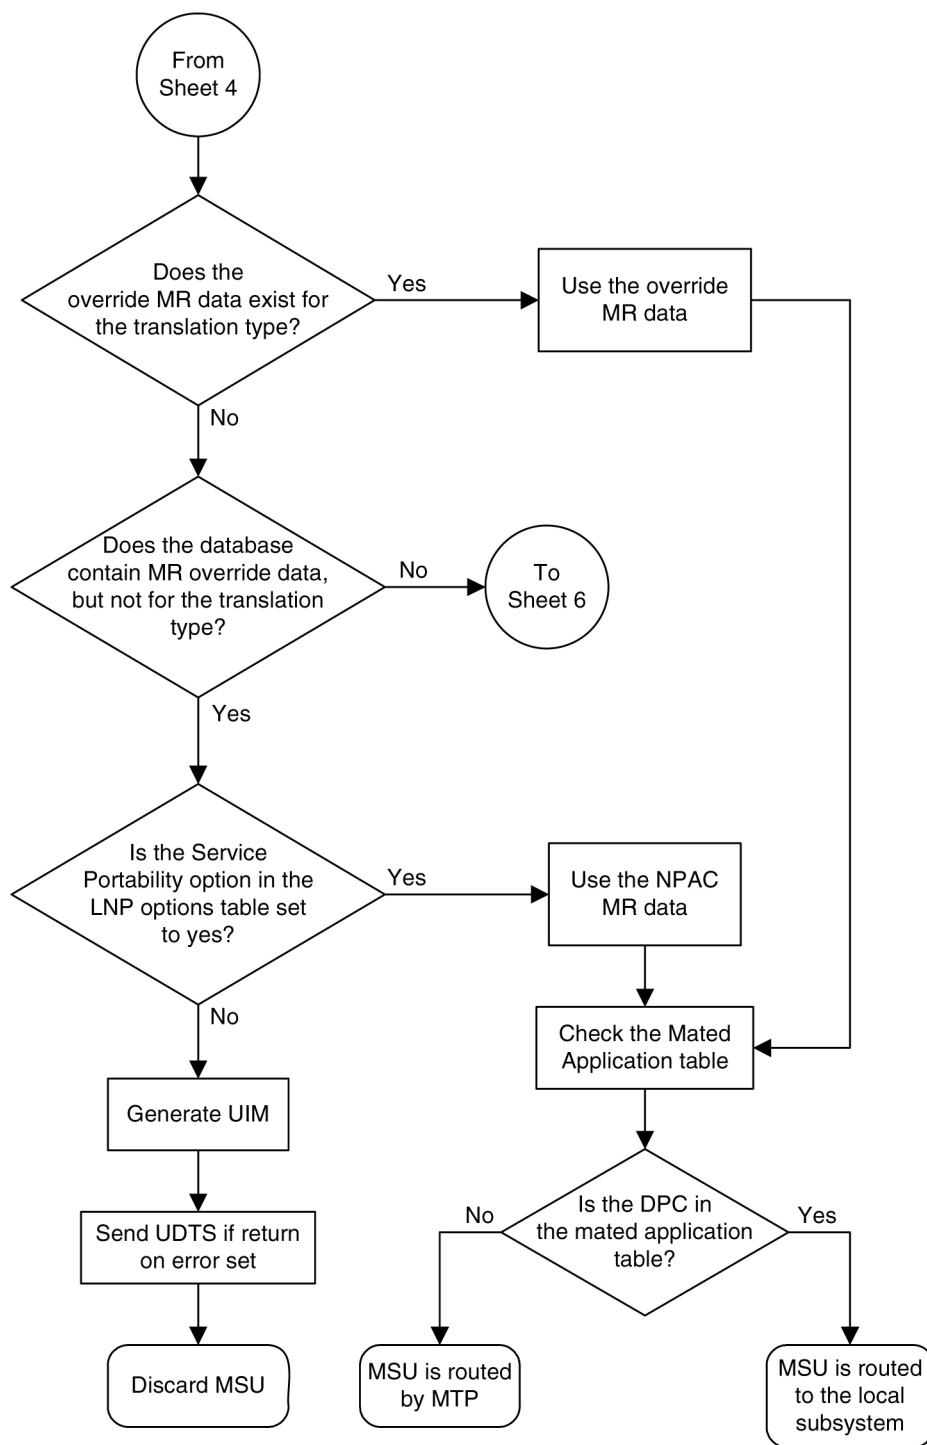 From
Sheet 4
Does the
override MR data exist for
the translation type?
Yes
Use the override
MR data
No
Does the database
contain MR override data,
but not for the translation
type?
No
To
Sheet 6
Yes
Is the Service
Portability option in the
LNP options table set
to yes?
Yes
Use the NPAC
MR data
No
Check the Mated
Application table
Generate UIM
Is the DPC in
the mated application
table?
No
Yes
Send UDTS if return
on error set
Discard MSU
MSU is routed
by MTP
MSU is routed
to the local
subsystem